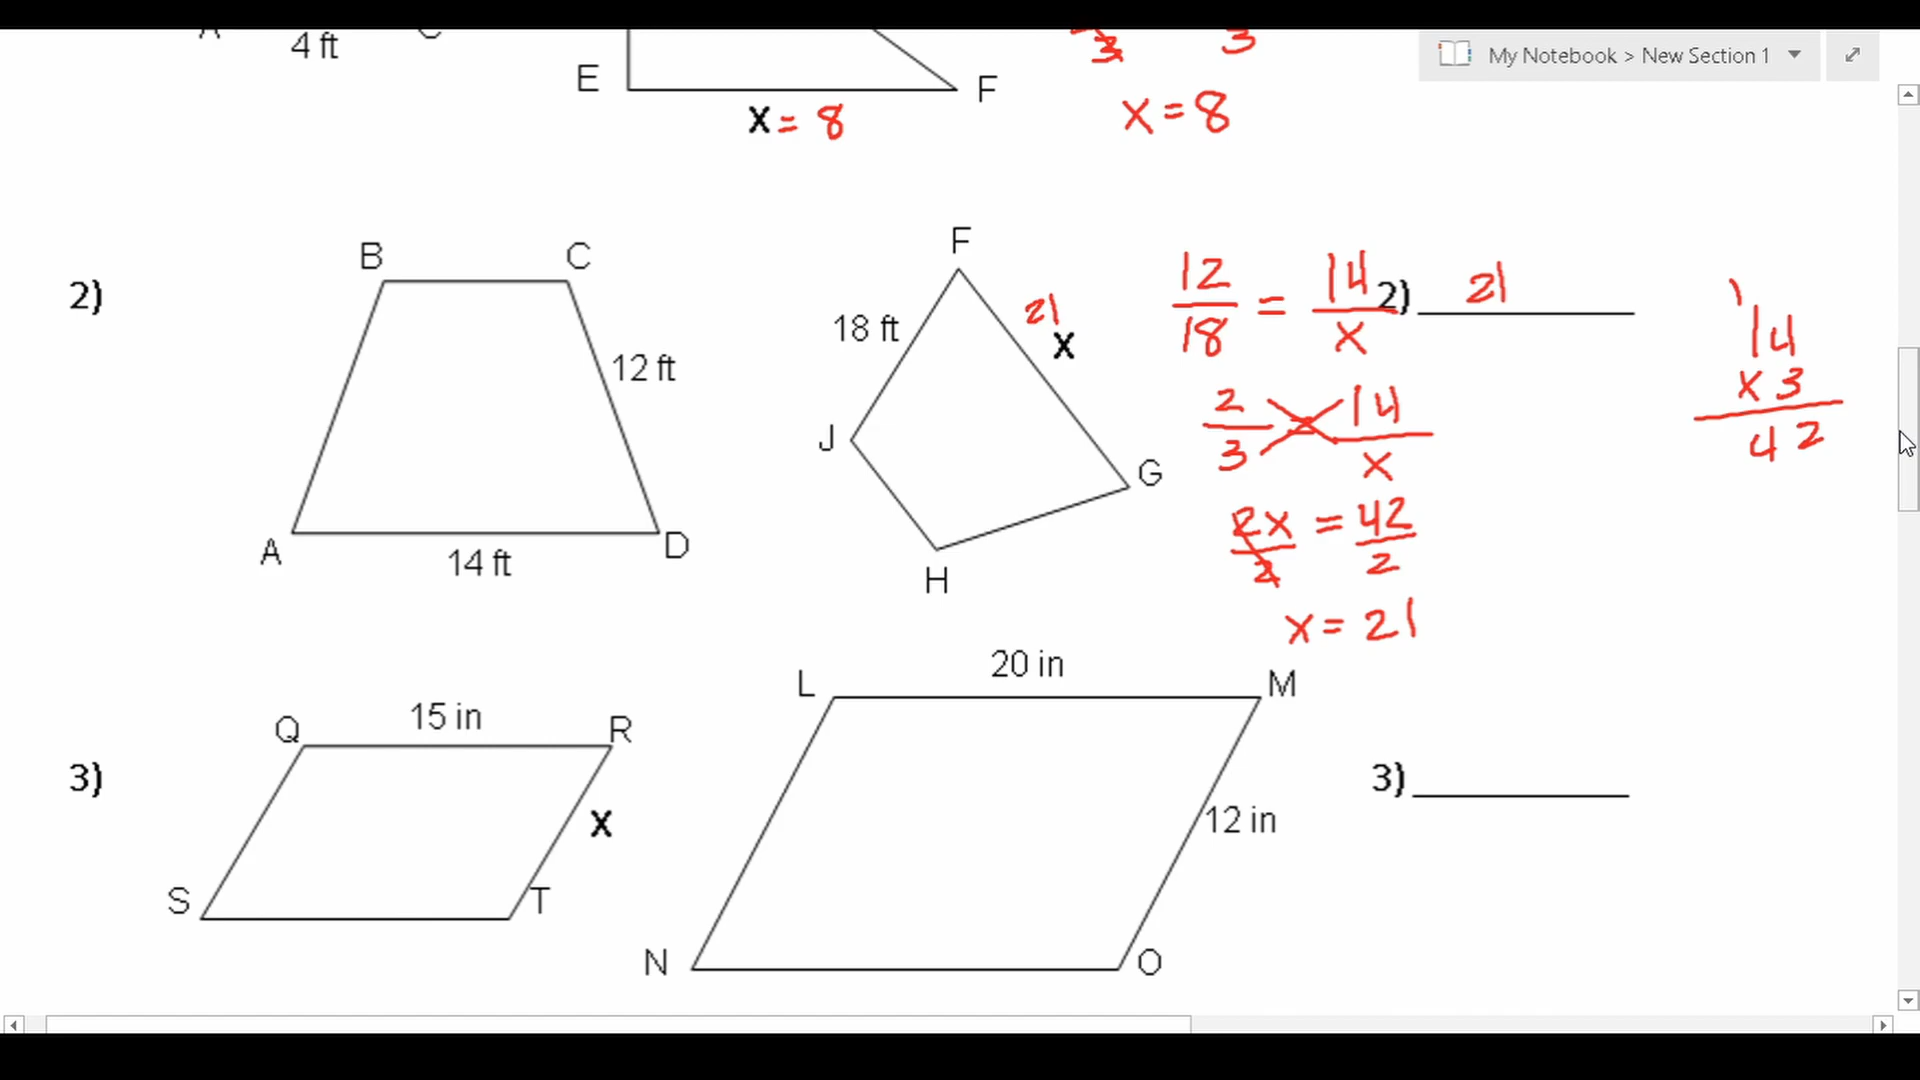 My Notebook > New Section 1
4 ft
E
F
x = 8
3
3
x = 8
2)
B
C
12 ft
A
14 ft
D
F
18 ft
21
x
J
G
H
12/18 = 14/x
2) 21
2/3 = 14/x
2x/2 = 42/2
x = 21
1
14
x 3
42
3)
Q
15 in
R
x
S
T
L
20 in
M
12 in
N
O
3)